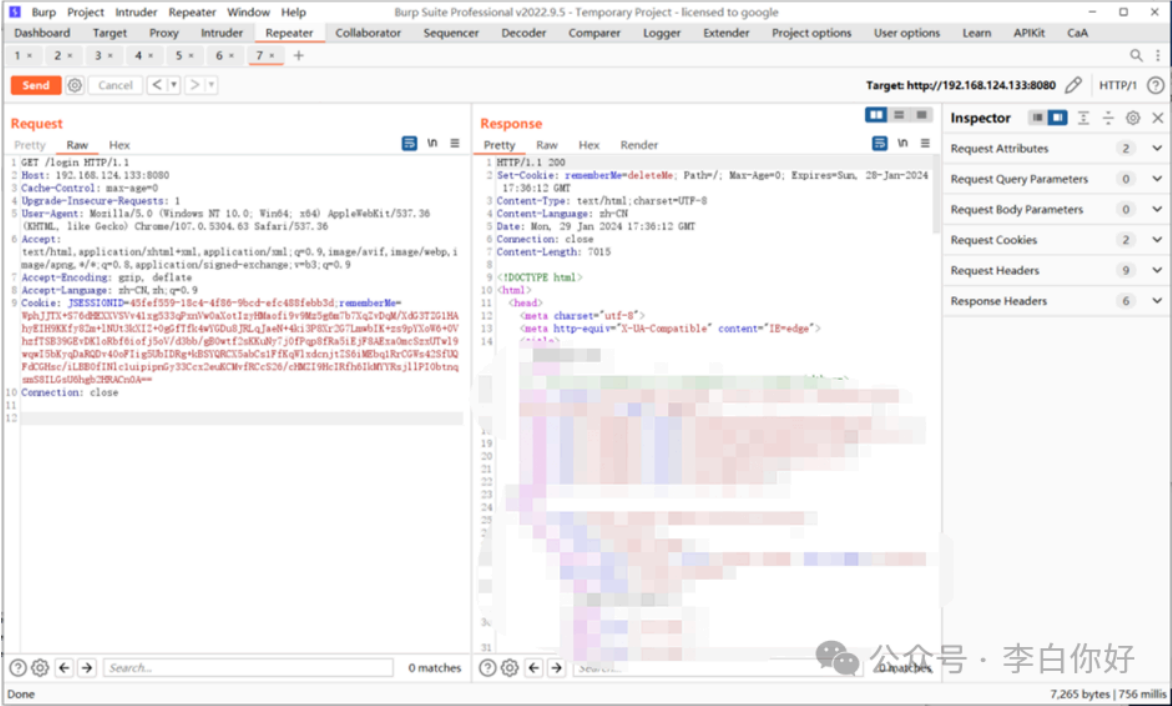 Burp Project Intruder Repeater Window Help
Burp Suite Professional v2022.9.5 - Temporary Project - licensed to google
Dashboard Target Proxy Intruder Repeater Collaborator Sequencer Decoder Comparer Logger Extender Project options User options Learn APIKit CaA
1 × 2 × 3 × 4 × 5 × 6 × 7 × +
Send Cancel < > Target: http://192.168.124.133:8080 HTTP/1
Request
Pretty Raw Hex \n
1 GET /login HTTP/1.1
2 Host: 192.168.124.133:8080
3 Cache-Control: max-age=0
4 Upgrade-Insecure-Requests: 1
5 User-Agent: Mozilla/5.0 (Windows NT 10.0; Win64; x64) AppleWebKit/537.36
(KHTML, like Gecko) Chrome/107.0.5304.63 Safari/537.36
6 Accept:
text/html,application/xhtml+xml,application/xml;q=0.9,image/avif,image/webp,i
mage/apng,*/*;q=0.8,application/signed-exchange;v=b3;q=0.9
7 Accept-Encoding: gzip, deflate
8 Accept-Language: zh-CN,zh;q=0.9
9 Cookie: JSESSIONID=45fef559-18c4-4f86-9bcd-efc488febb3d;rememberMe=
10 Connection: close
11
12
Search...
0 matches
Response
Pretty Raw Hex Render \n
1 HTTP/1.1 200
2 Set-Cookie: rememberMe=deleteMe; Path=/; Max-Age=0; Expires=Sun, 28-Jan-2024
17:36:12 GMT
3 Content-Type: text/html;charset=UTF-8
4 Content-Language: zh-CN
5 Date: Mon, 29 Jan 2024 17:36:12 GMT
6 Connection: close
7 Content-Length: 7015
8
9 <!DOCTYPE html>
10 <html>
11 <head>
12 <meta charset="utf-8">
13 <meta http-equiv="X-UA-Compatible" content="IE=edge">
14 <title>
19
20
21
22
23
24
25
31
Search...
0 matches
Inspector
Request Attributes 2
Request Query Parameters 0
Request Body Parameters 0
Request Cookies 2
Request Headers 9
Response Headers 6
公众号 · 李白你好
Done
7,265 bytes | 756 millis